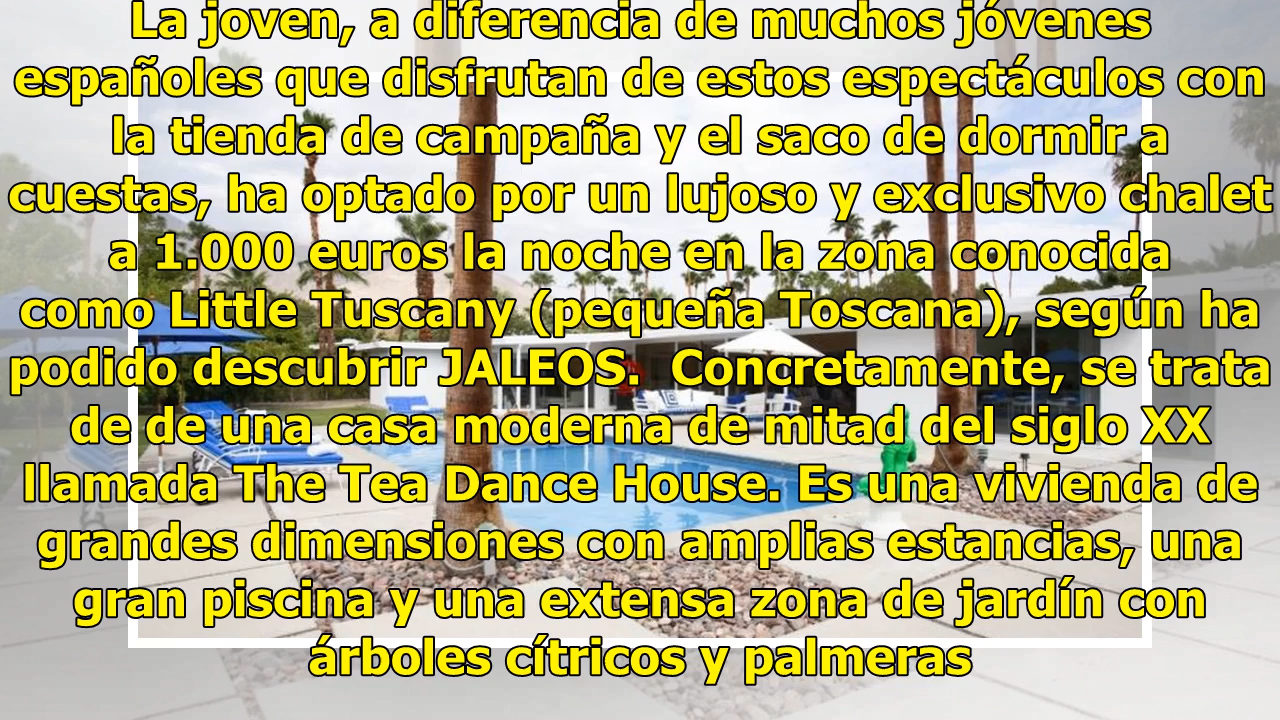 La joven, a diferencia de muchos jóvenes
españoles que disfrutan de estos espectáculos con
la tienda de campaña y el saco de dormir a
cuestas, ha optado por un lujoso y exclusivo chalet
a 1.000 euros la noche en la zona conocida
como Little Tuscany (pequeña Toscana), según ha
podido descubrir JALEOS.  Concretamente, se trata
de de una casa moderna de mitad del siglo XX
llamada The Tea Dance House. Es una vivienda de
grandes dimensiones con amplias estancias, una
gran piscina y una extensa zona de jardín con
árboles cítricos y palmeras